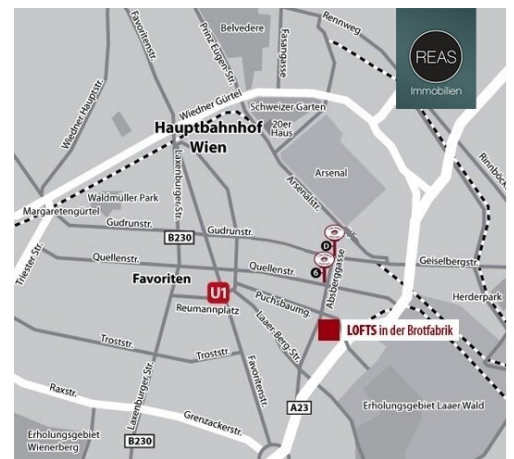 Favoritenstr.
Belvedere
Prinz Eugen-Str.
Fasangasse
Rennweg
REAS
Immobilien
Wiedner Hauptstr.
Wiedner Gürtel
Schweizer Garten
Hauptbahnhof
Wien
20er
Haus
Arsenal
Rinnböck
Laxenburger-Str.
Arsenalstr.
Waldmüller Park
Margaretengürtel
Gudrunstr.
Gudrunstr.
B230
D
Triester Str.
Quellenstr.
Quellenstr.
6
Absberggasse
Geiselbergstr.
Favoriten
U1
Reumannplatz
Puchsbaumg.
Herderpark
Laaer-Berg-Str.
LOFTS in der Brotfabrik
Troststr.
Troststr.
Raxstr.
Laxenburger Str.
Favoritenstr.
A23
Grenzackerstr.
Erholungsgebiet Laaer Wald
Erholungsgebiet
Wienerberg
B230